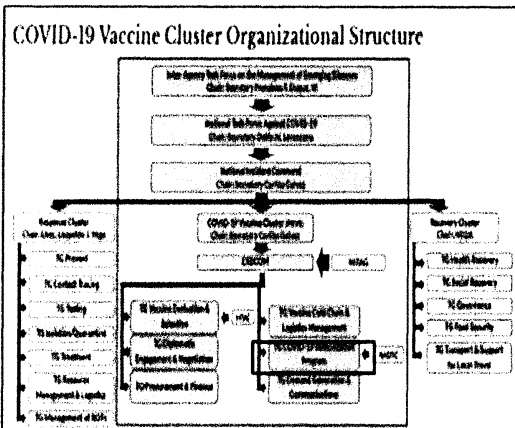 COVID-19 Vaccine Cluster Organizational Structure
Inter-Agency Task Force on the Management of Emerging Diseases
Chair: Secretary Francisco T. Duque, III
National Task Force Against COVID-19
Chair: Secretary Delfin N. Lorenzana
National Incident Command
Chair: Secretary Carlito Galvez
Response Cluster
COVID-19 Vaccine Cluster
Chair: Secretary Carlito Galvez
Recovery Cluster
Chair: NEDA
EXECOM
TG Prevent
TG Contact Tracing
TG Testing
TG Isolation/Quarantine
TG Treatment
TG Resource
Management & Logistics
TG Management of
TG Vaccine Evaluation &
Selection
TG Diplomatic
Engagement & Negotiation
TG Procurement & Finance
TG Vaccine Cold Chain &
Logistics Management
TG COVID-19 Immunization
Program
TG Demand Generation &
Communications
TG Health Recovery
TG Social Recovery
TG Governance
TG Food Security
TG Transport & Support
for Local Travel